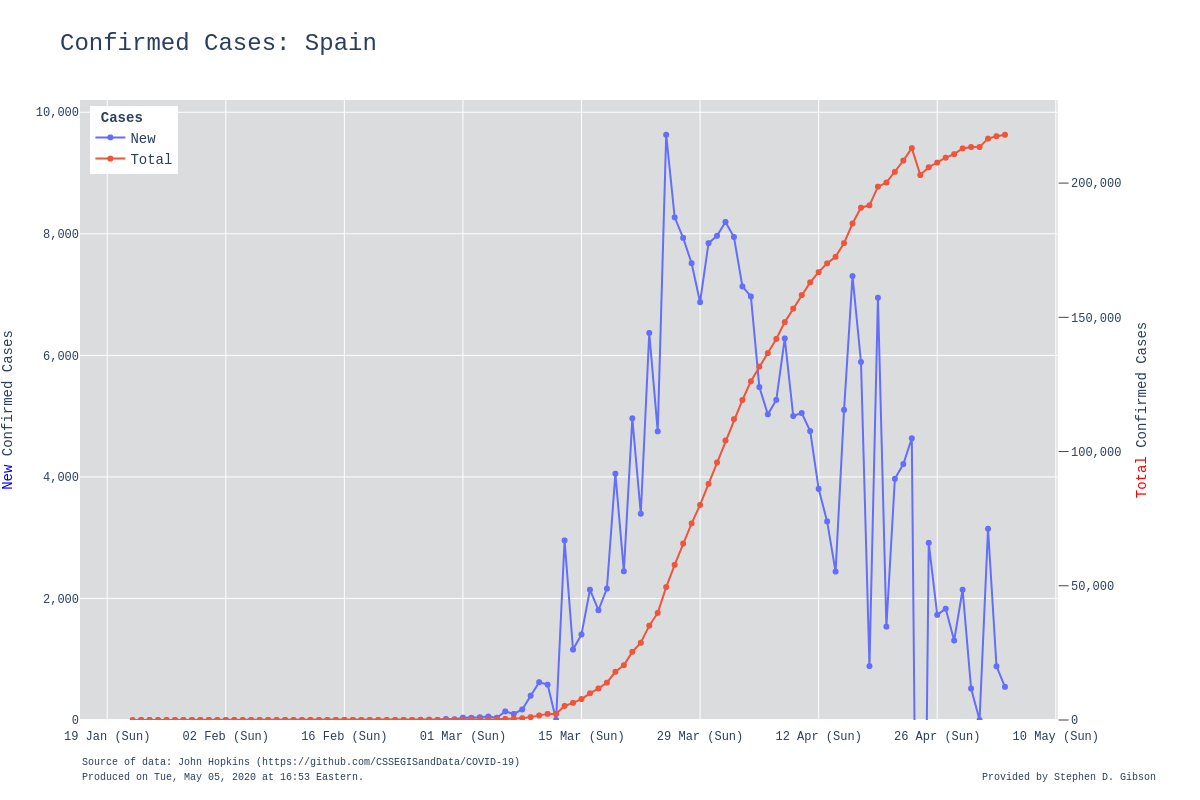 Confirmed Cases: Spain
Cases
New
Total
10,000
8,000
6,000
4,000
2,000
0
200,000
150,000
100,000
50,000
0
New Confirmed Cases
Total Confirmed Cases
19 Jan (Sun) 02 Feb (Sun) 16 Feb (Sun) 01 Mar (Sun) 15 Mar (Sun) 29 Mar (Sun) 12 Apr (Sun) 26 Apr (Sun) 10 May (Sun)
Source of data: John Hopkins (https://github.com/CSSEGISandData/COVID-19)
Produced on Tue, May 05, 2020 at 16:53 Eastern.
Provided by Stephen D. Gibson